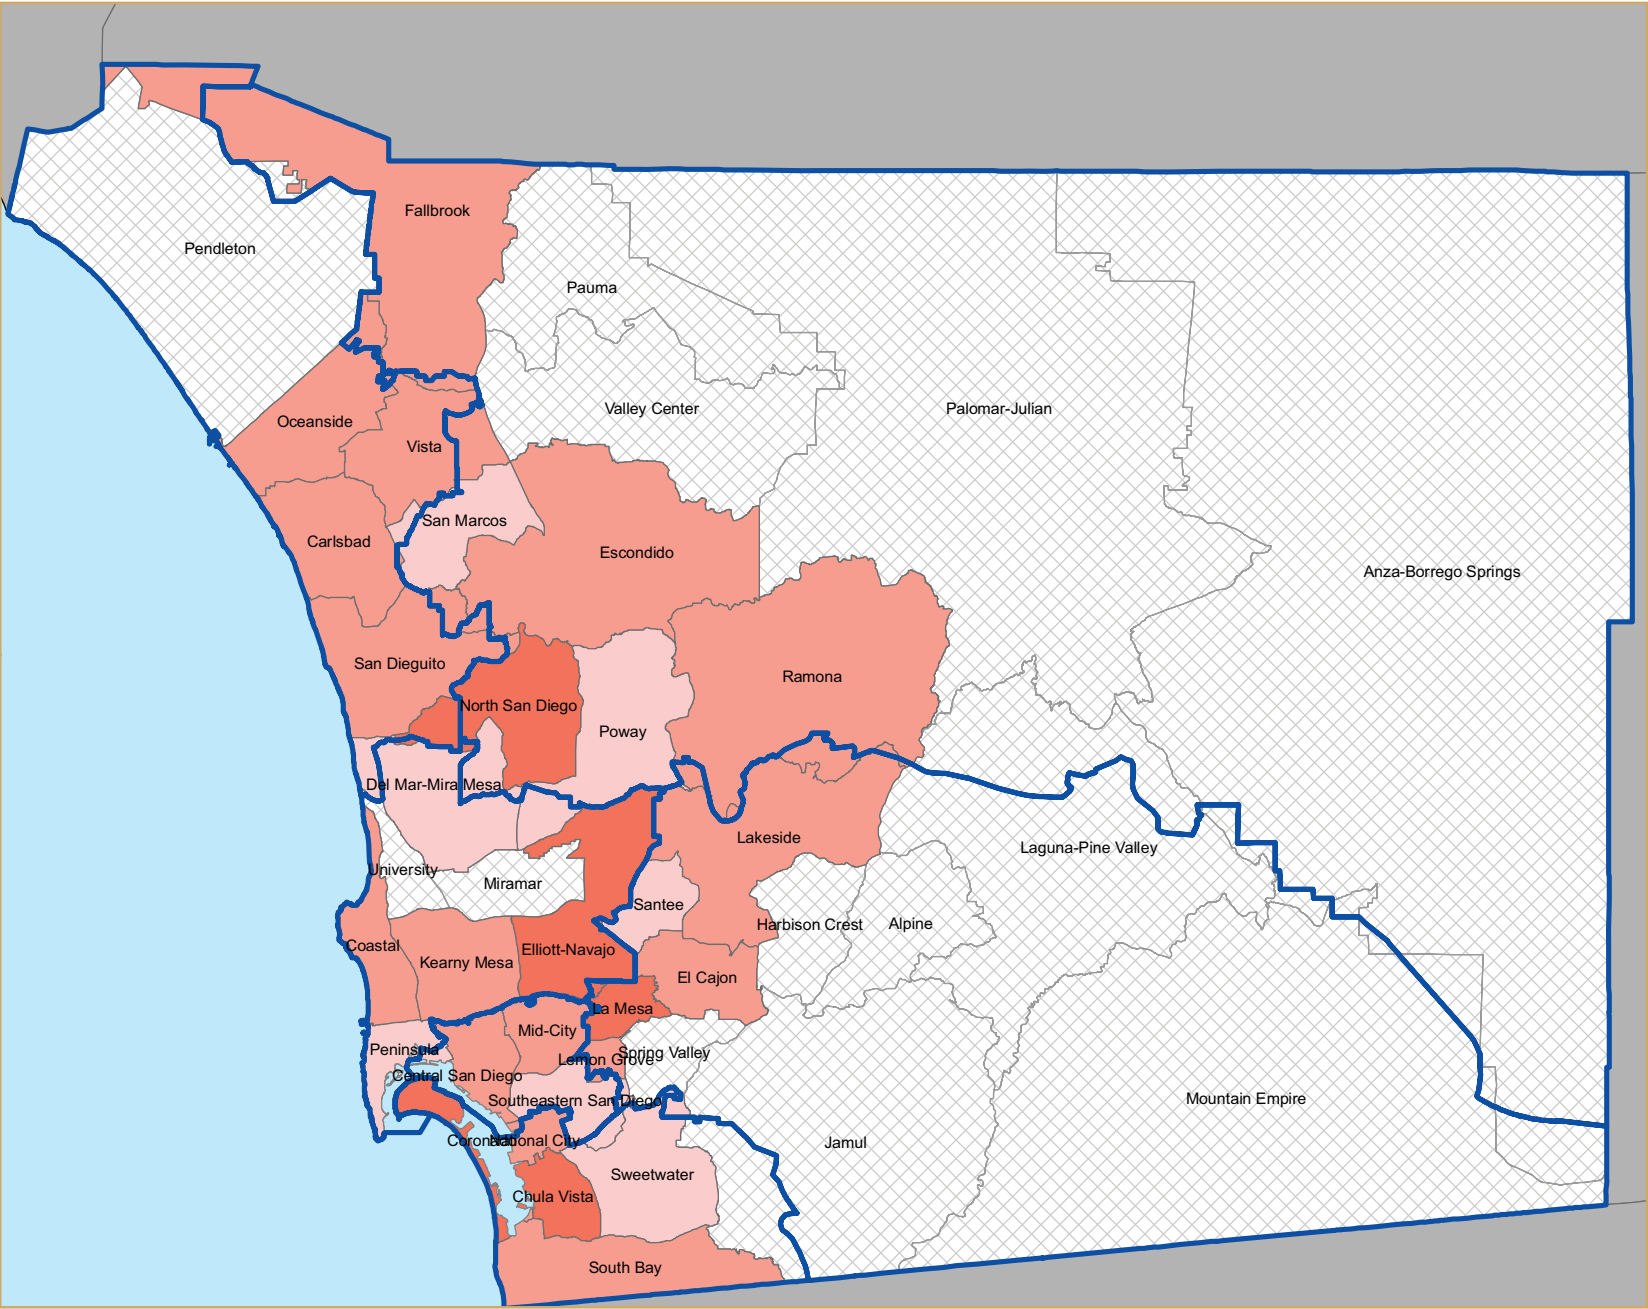 Fallbrook
Pendleton
Pauma
Valley Center
Palomar-Julian
Oceanside
Vista
San Marcos
Carlsbad
Escondido
Anza-Borrego Springs
San Dieguito
Ramona
North San Diego
Poway
Del Mar-Mira Mesa
Lakeside
Laguna-Pine Valley
University
Miramar
Santee
Harbison Crest
Alpine
Coastal
Elliott-Navajo
Kearny Mesa
El Cajon
La Mesa
Mid-City
Peninsula
Lemon Grove
Spring Valley
Central San Diego
Southeastern San Diego
Mountain Empire
Coronado
National City
Jamul
Sweetwater
Chula Vista
South Bay